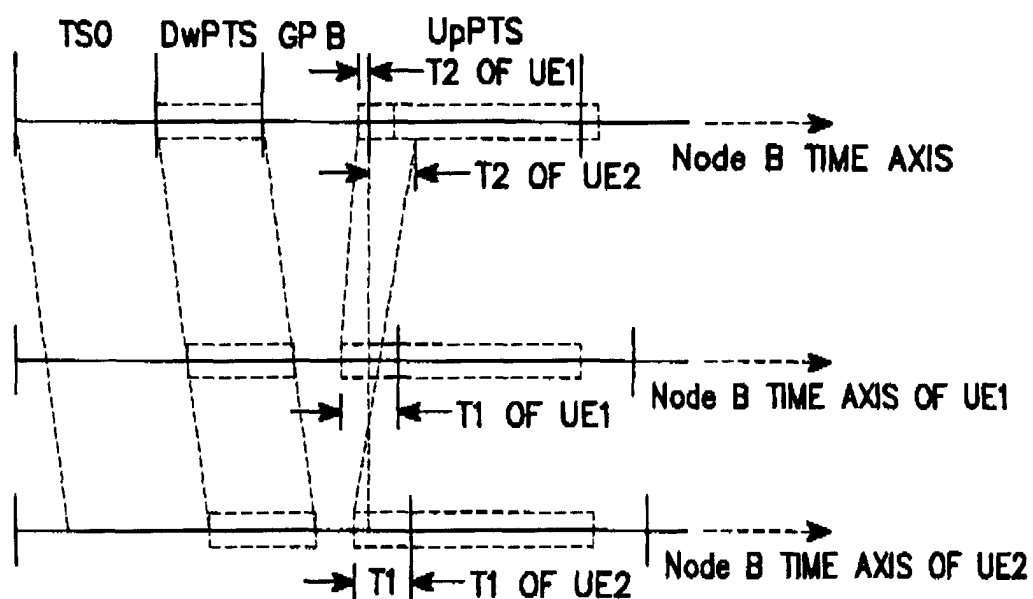 TS0 DwPTS GP B UpPTS
T2 OF UE1
Node B TIME AXIS
T2 OF UE2
Node B TIME AXIS OF UE1
T1 OF UE1
Node B TIME AXIS OF UE2
T1 T1 OF UE2